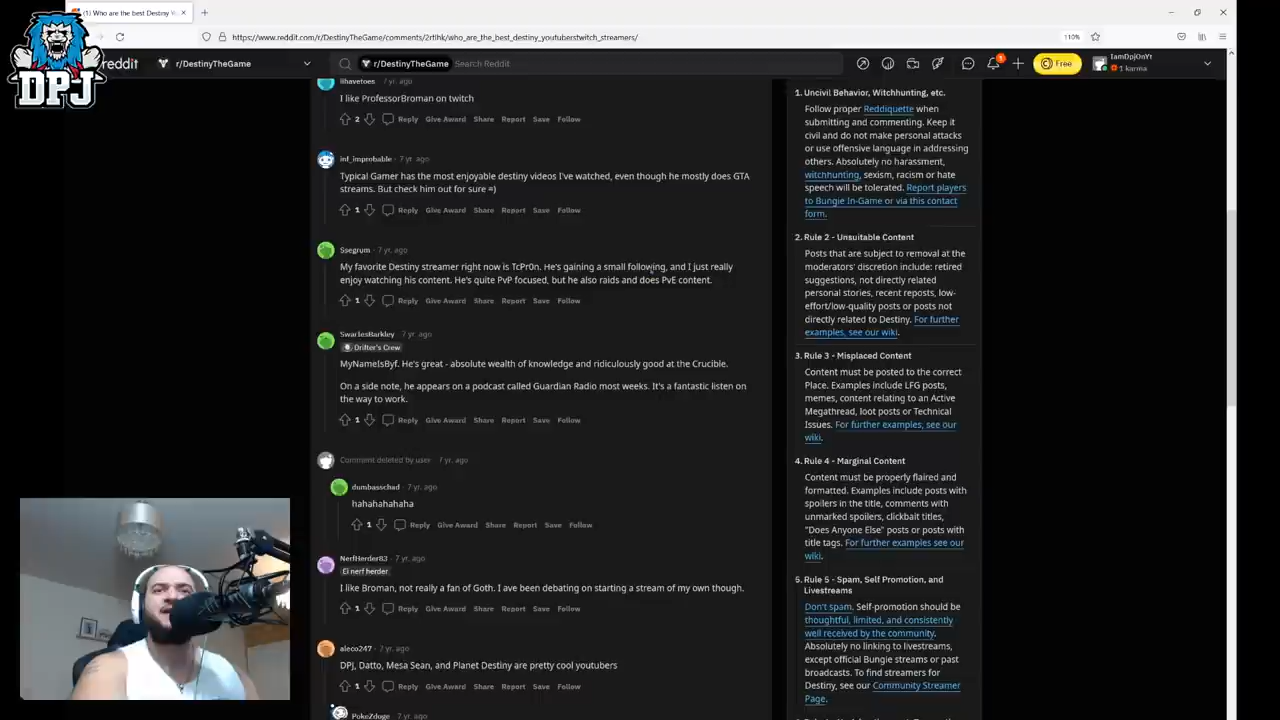 (1) Who are the best Destiny Y
https://www.reddit.com/r/DestinyTheGame/comments/2rflhk/who_are_the_best_destiny_youtuberstwitch_streamers/
110%
DPJ
reddit
r/DestinyTheGame
r/DestinyTheGame
Search Reddit
1
Free
IamDpjOnYt
1 karma
lihavetoes 7 yr. ago
I like ProfessorBroman on twitch
2 Reply Give Award Share Report Save Follow
inf_improbable · 7 yr. ago
Typical Gamer has the most enjoyable destiny videos I've watched, even though he mostly does GTA
streams. But check him out for sure =)
1 Reply Give Award Share Report Save Follow
Ssegrum · 7 yr. ago
My favorite Destiny streamer right now is TcPr0n. He's gaining a small following, and I just really
enjoy watching his content. He's quite PvP focused, but he also raids and does PvE content.
1 Reply Give Award Share Report Save Follow
SwarlesBarkley · 7 yr. ago
Drifter's Crew
MyNameIsByf. He's great - absolute wealth of knowledge and ridiculously good at the Crucible.
On a side note, he appears on a podcast called Guardian Radio most weeks. It's a fantastic listen on
the way to work.
1 Reply Give Award Share Report Save Follow
Comment deleted by user · 7 yr. ago
dumbasschad · 7 yr. ago
hahahahahaha
1 Reply Give Award Share Report Save Follow
NerfHerder83 · 7 yr. ago
El nerf herder
I like Broman, not really a fan of Goth. I ave been debating on starting a stream of my own though.
1 Reply Give Award Share Report Save Follow
aleco247 · 7 yr. ago
DPJ, Datto, Mesa Sean, and Planet Destiny are pretty cool youtubers
1 Reply Give Award Share Report Save Follow
PokeZdoge · 7 yr. ago
1. Uncivil Behavior, Witchhunting, etc.
Follow proper Reddiquette when
submitting and commenting. Keep it
civil and do not make personal attacks
or use offensive language in addressing
others. Absolutely no harassment,
witchhunting, sexism, racism or hate
speech will be tolerated. Report players
to Bungie In-Game or via this contact
form.
2. Rule 2 - Unsuitable Content
Posts that are subject to removal at the
moderators' discretion include: retired
suggestions, not directly related
personal stories, recent reposts, low-
effort/low-quality posts or posts not
directly related to Destiny. For further
examples, see our wiki.
3. Rule 3 - Misplaced Content
Content must be posted to the correct
Place. Examples include LFG posts,
memes, content relating to an Active
Megathread, loot posts or Technical
Issues. For further examples, see our
wiki.
4. Rule 4 - Marginal Content
Content must be properly flaired and
formatted. Examples include posts with
spoilers in the title, comments with
unmarked spoilers, clickbait titles,
"Does Anyone Else" posts or posts with
title tags. For further examples see our
wiki.
5. Rule 5 - Spam, Self Promotion, and
Livestreams
Don't spam. Self-promotion should be
thoughtful, limited, and consistently
well received by the community.
Absolutely no linking to livestreams,
except official Bungie streams or past
broadcasts. To find streamers for
Destiny, see our Community Streamer
Page.